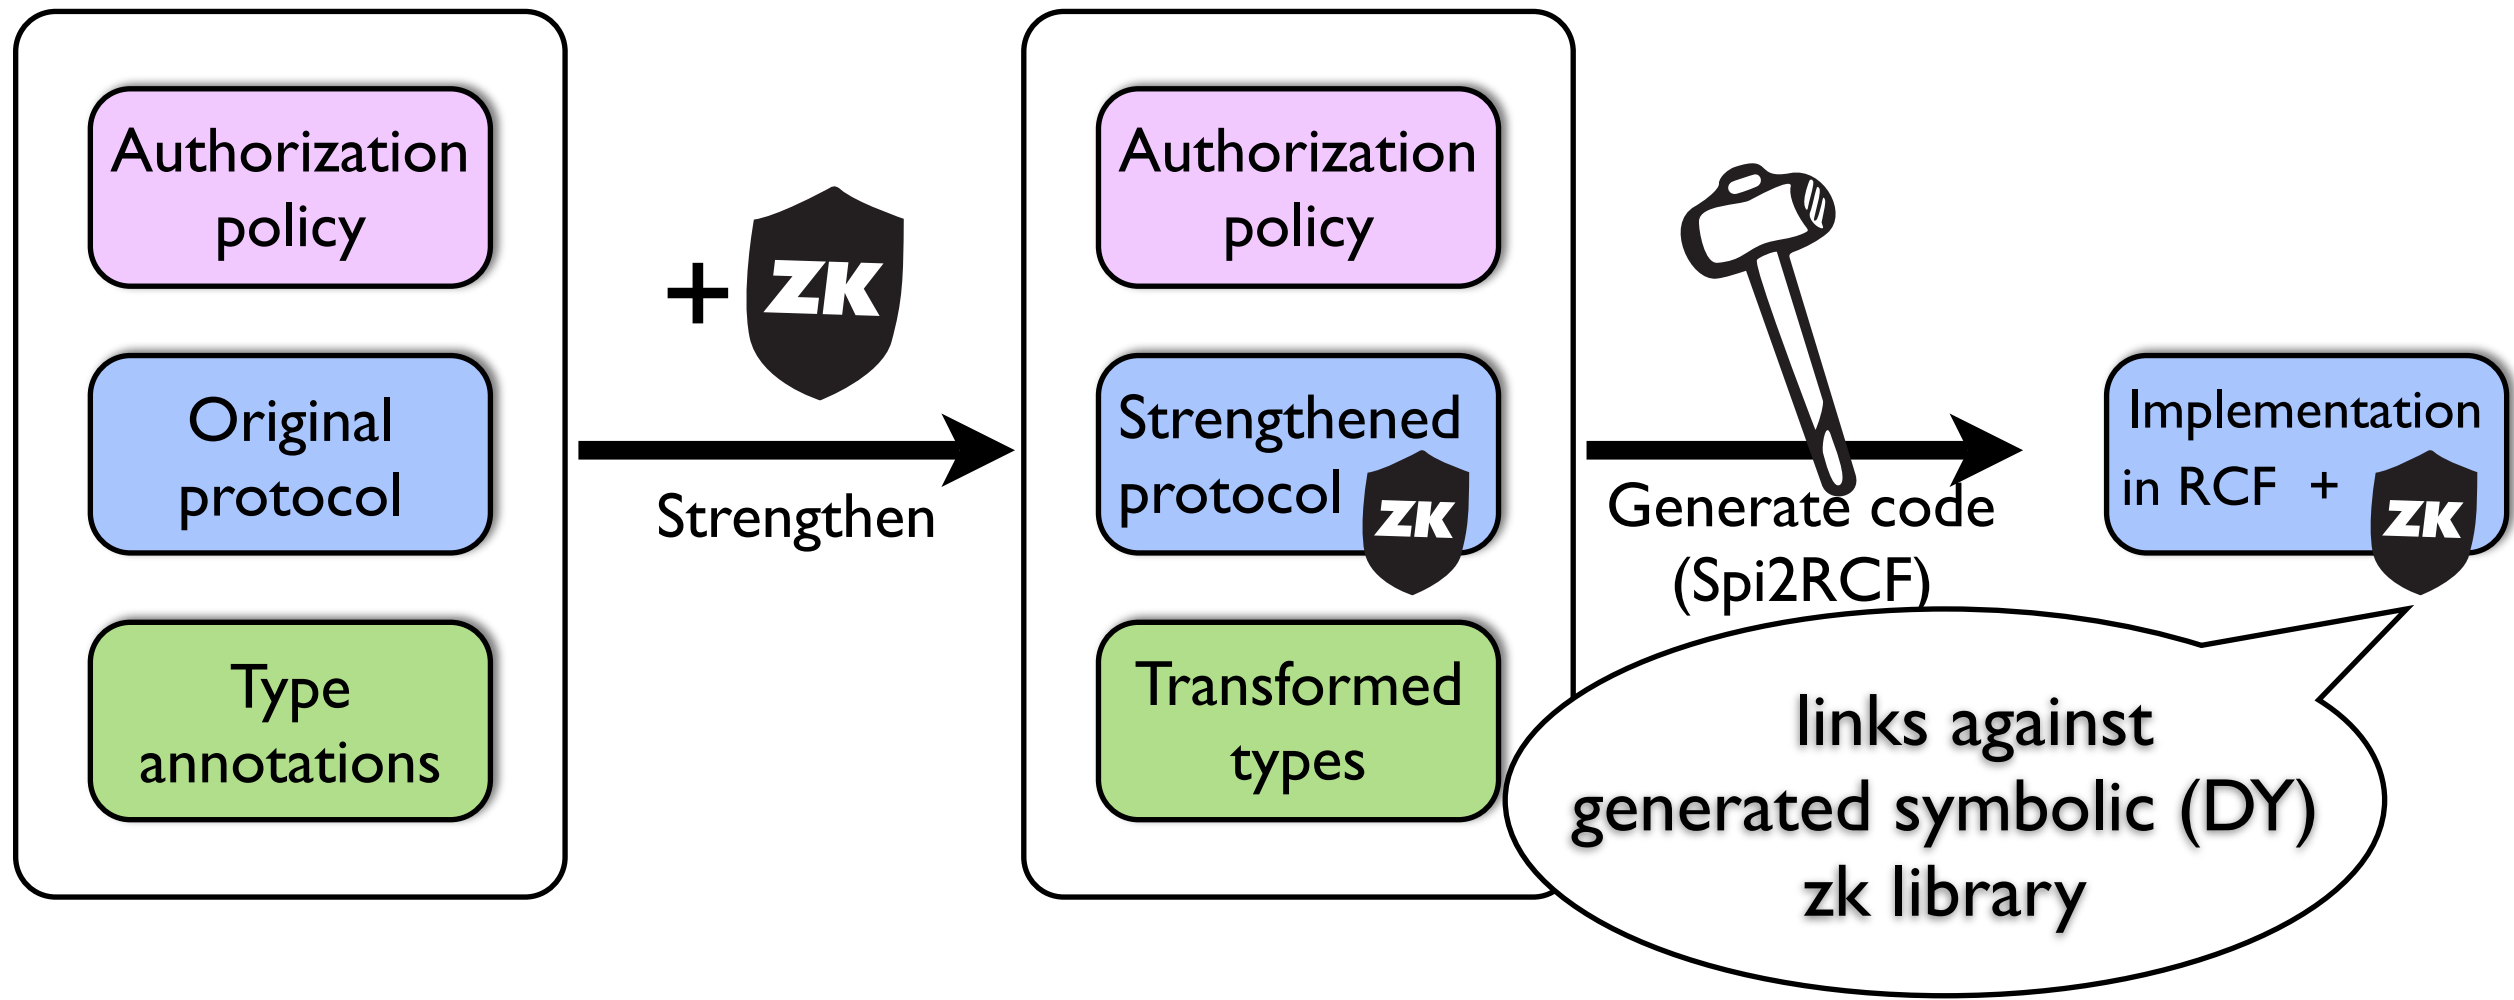 Authorization
policy
Original
protocol
Type
annotations
+
ZK
Strengthen
Authorization
policy
Strengthened
protocol
ZK
Transformed
types
Generate code
(Spi2RCF)
Implementation
in RCF +
ZK
links against
generated symbolic (DY)
zk library